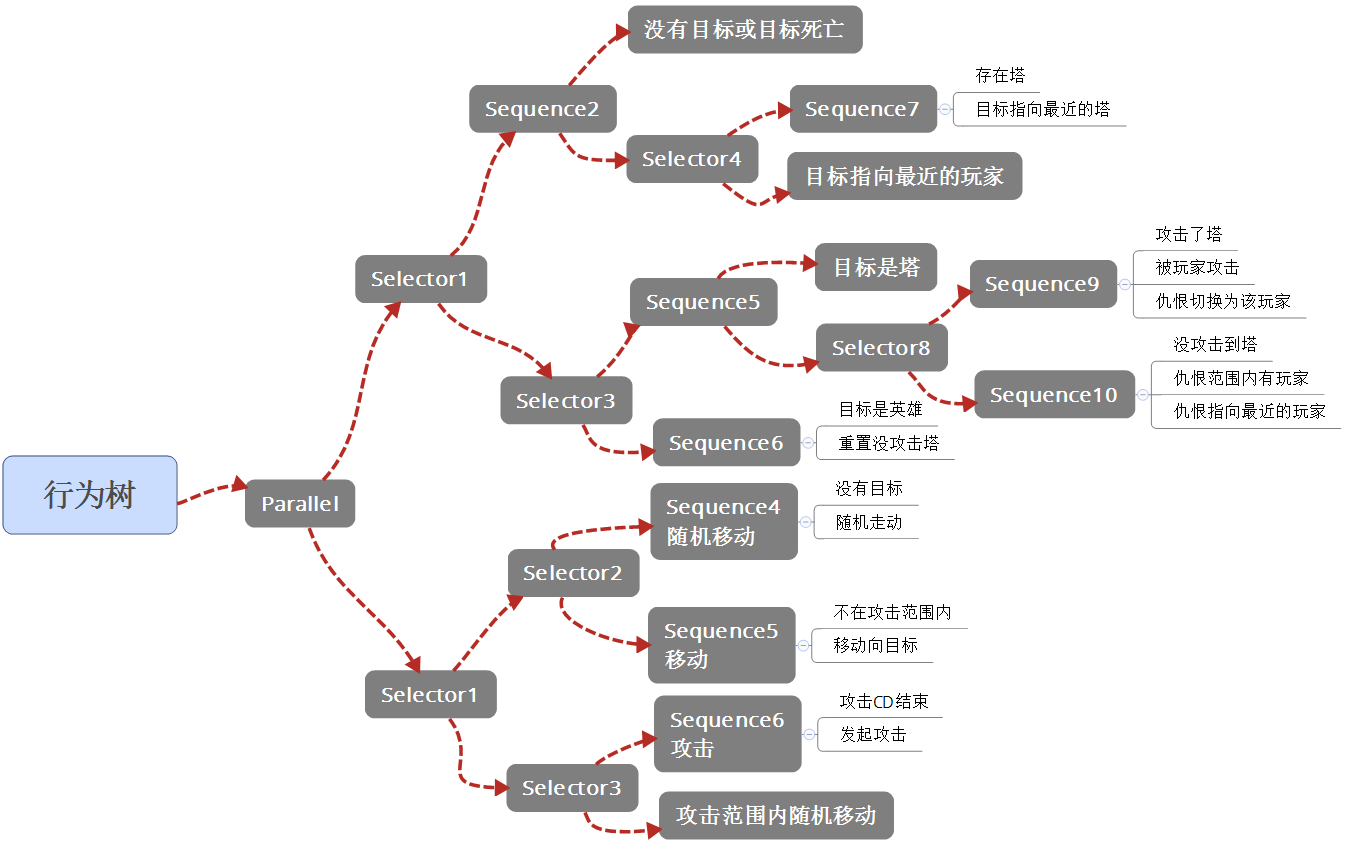 行为树
Parallel
Selector1
Sequence2
没有目标或目标死亡
Selector4
Sequence7
存在塔
目标指向最近的塔
目标指向最近的玩家
Selector3
Sequence5
目标是塔
Selector8
Sequence9
攻击了塔
被玩家攻击
仇恨切换为该玩家
Sequence10
没攻击到塔
仇恨范围内有玩家
仇恨指向最近的玩家
Sequence6
目标是英雄
重置没攻击塔
Selector1
Selector2
Sequence4
随机移动
没有目标
随机走动
Sequence5
移动
不在攻击范围内
移动向目标
Selector3
Sequence6
攻击
攻击CD结束
发起攻击
攻击范围内随机移动